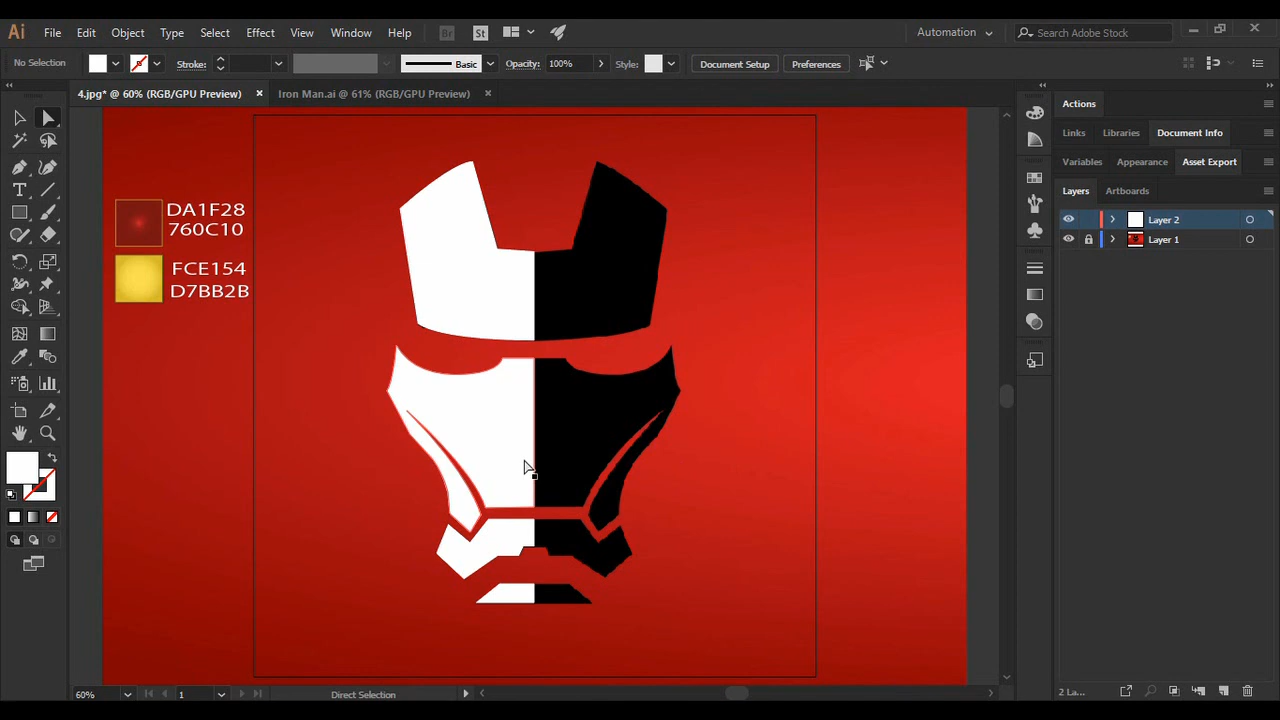 Ai File Edit Object Type Select Effect View Window Help Br St Automation Search Adobe Stock
No Selection Stroke: Basic Opacity: 100% Style: Document Setup Preferences
4.jpg* @ 60% (RGB/GPU Preview) × Iron Man.ai @ 61% (RGB/GPU Preview) ×
Actions
Links Libraries Document Info
Variables Appearance Asset Export
Layers Artboards
Layer 2
Layer 1
DA1F28
760C10
FCE154
D7BB2B
60% 1 Direct Selection
2 La...